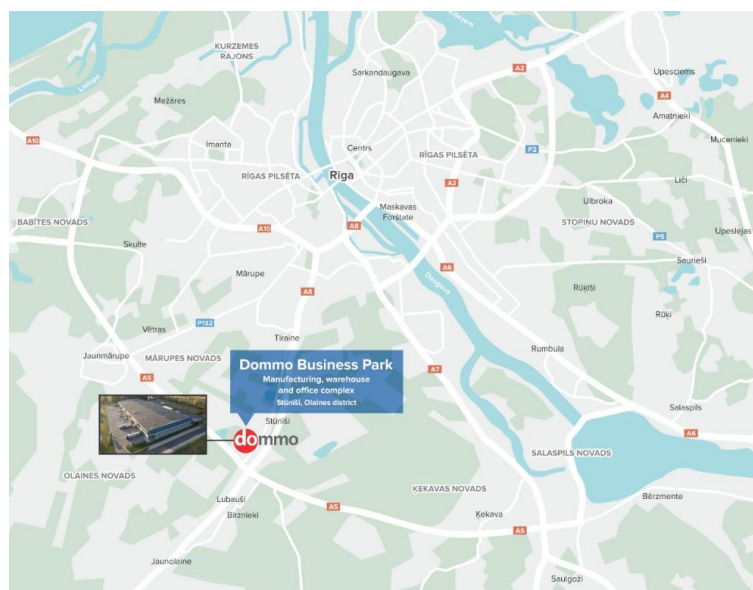 KURZEMES
RAJONS
Sarkandaugava
A2
Upesciems
Lielupe
A4
Mežāres
Amatnieki
A10
Imanta
Centrs
P2
Mucenieki
RĪGAS PILSĒTA
RĪGAS PILSĒTA
Rīga
A2
Liči
Ulbroka
Maskavas
Forštate
BABĪTES NOVADS
A10
A8
STOPIŅU NOVADS
Upeslejas
Skulte
P5
Saurieši
Mārupe
A6
Daugava
A8
Rūķīši
Rūķi
Vētras
P132
Tiraine
Jaunmārupe
MĀRUPES NOVADS
Rumbula
A5
Dommo Business Park
Manufacturing, warehouse
and office complex
Stūnīši, Olaines district
A7
Stūnīši
dommo
Salaspils
A6
SALASPILS NOVADS
OLAINES NOVADS
ĶEKAVAS NOVADS
Lubauši
Bērzmente
Birznieki
A5
Ķekava
A5
Jaunolaine
Saulgoži